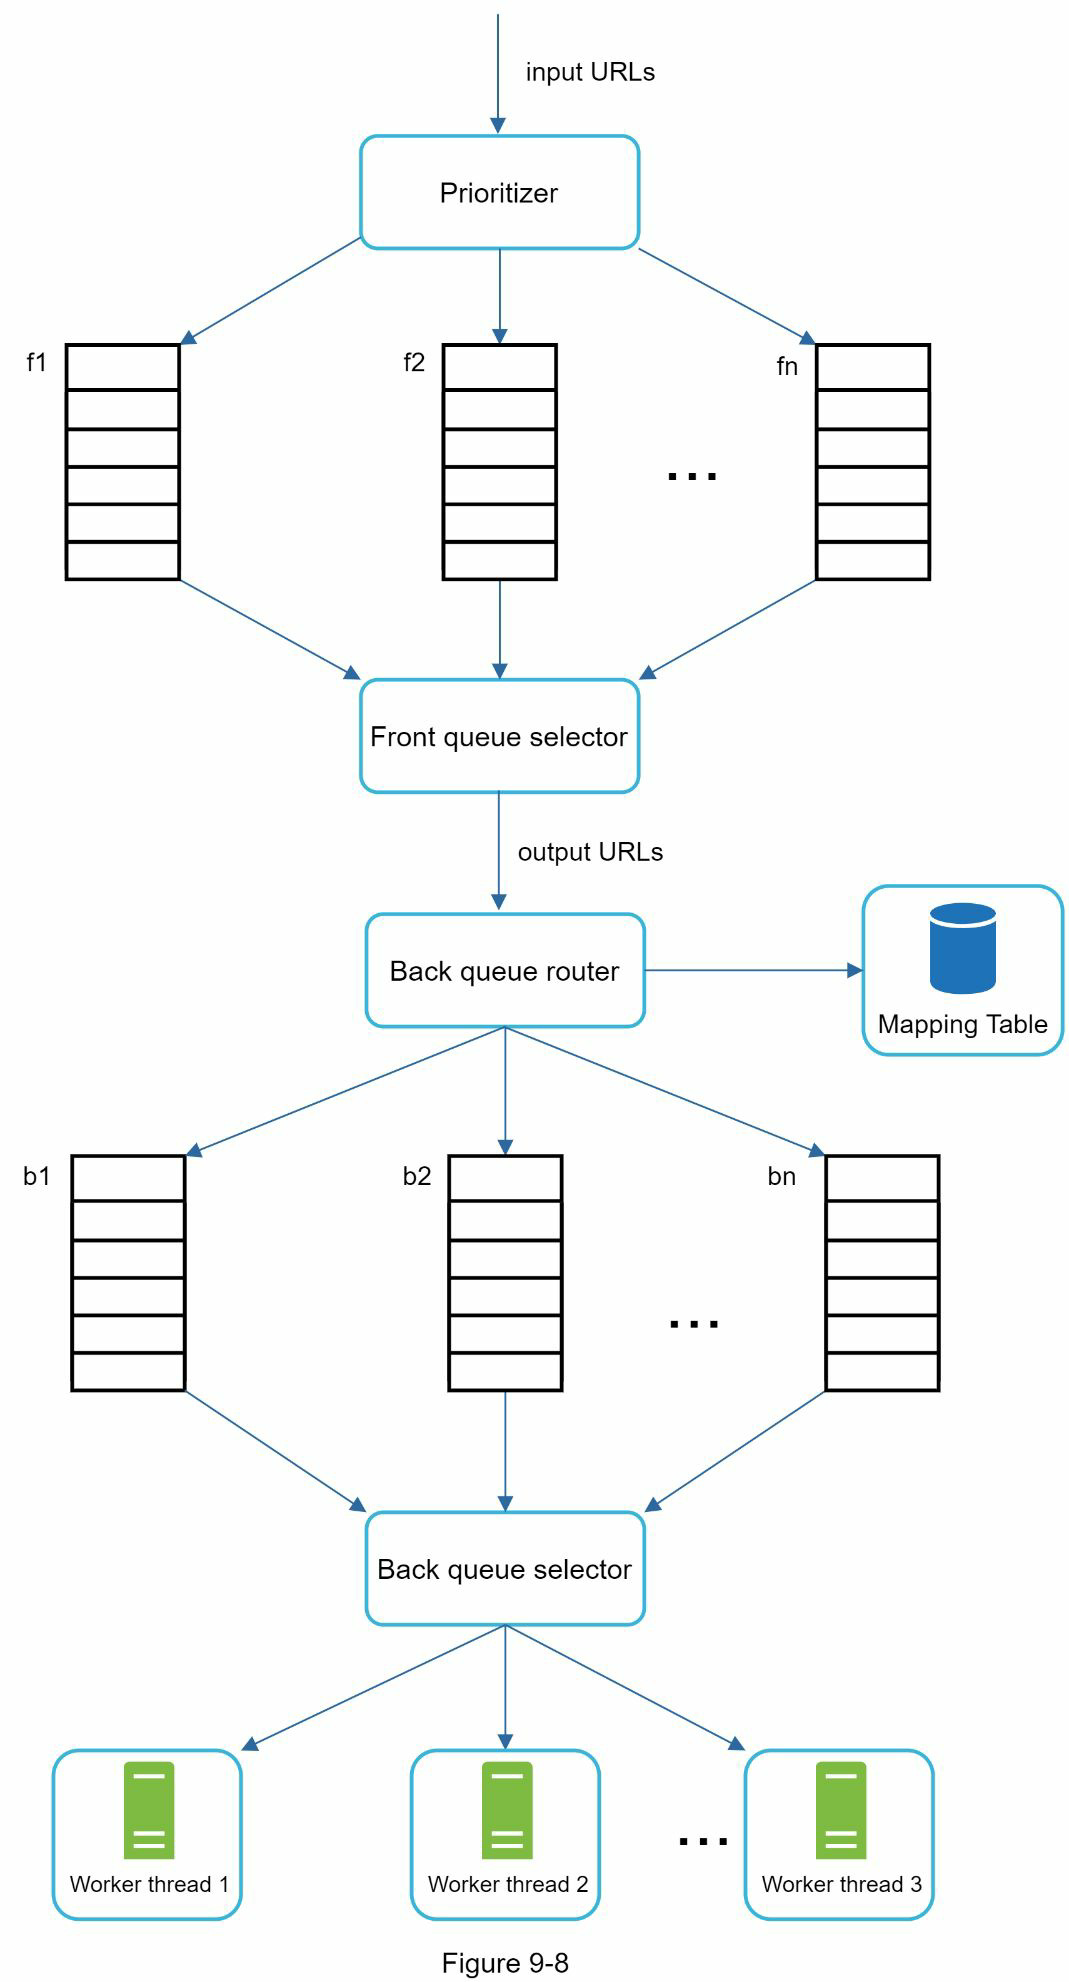 input URLs
Prioritizer
f1
f2
fn
...
Front queue selector
output URLs
Back queue router
Mapping Table
b1
b2
bn
...
Back queue selector
...
Worker thread 1
Worker thread 2
Worker thread 3
Figure 9-8